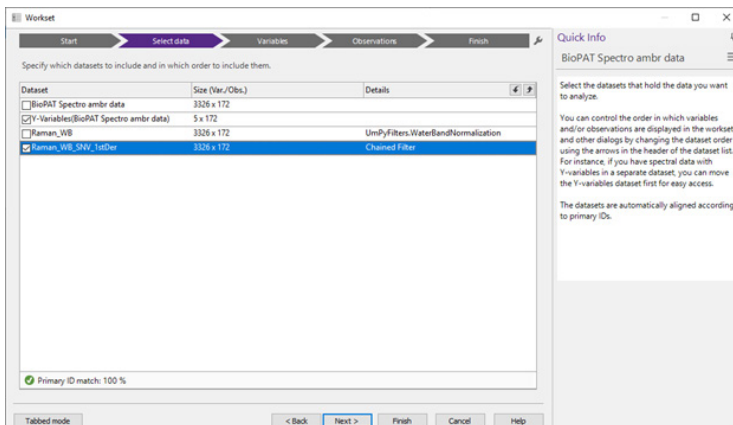 Workset
Start Select data Variables Observations Finish
Specify which datasets to include and in which order to include them.
Dataset Size (Var./Obs.) Details
BioPAT Spectro ambr data 3326 x 172
Y-Variables(BioPAT Spectro ambr data) 5 x 172
Raman_WB 3326 x 172 UmPyFilters.WaterBandNormalization
Raman_WB_SNV_1stDer 3326 x 172 Chained Filter
Primary ID match: 100 %
Tabbed mode < Back Next > Finish Cancel Help
Quick Info
BioPAT Spectro ambr data
Select the datasets that hold the data you want
to analyze.
You can control the order in which variables
and/or observations are displayed in the workset
and other dialogs by changing the dataset order
using the arrows in the header of the dataset list.
For instance, if you have spectral data with
Y-variables in a separate dataset, you can move
the Y-variables dataset first for easy access.
The datasets are automatically aligned according
to primary IDs.